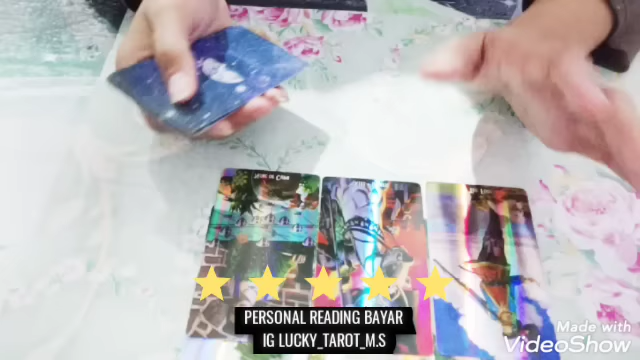 PERSONAL READING BAYAR
IG LUCKY_TAROT_M.S
Made with
VideoShow